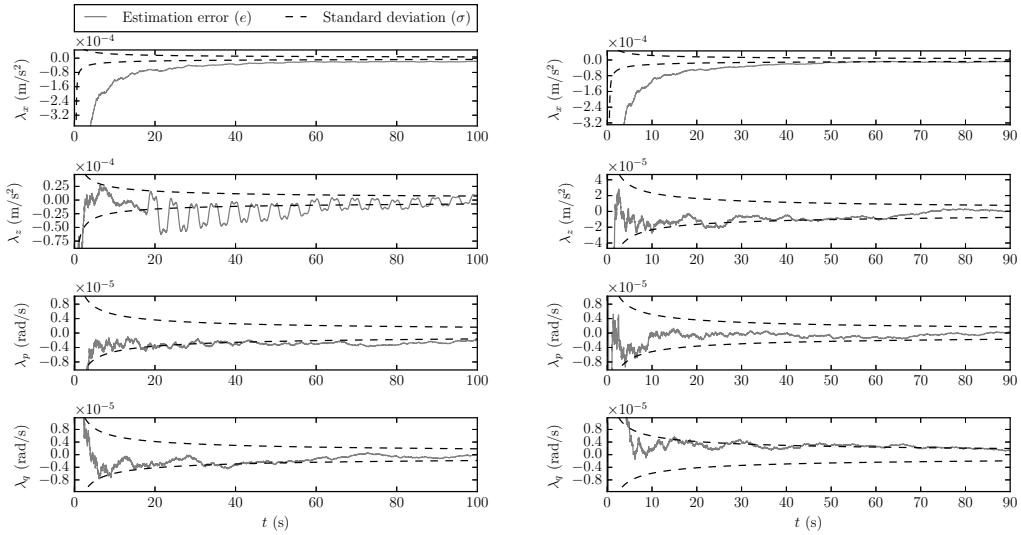 Estimation error (e) Standard deviation (σ)
×10⁻⁴
0.0
−0.8
−1.6
−2.4
−3.2
λx (m/s²)
0 20 40 60 80 100
×10⁻⁴
0.25
0.00
−0.25
−0.50
−0.75
λz (m/s²)
0 20 40 60 80 100
×10⁻⁵
0.8
0.4
0.0
−0.4
−0.8
λp (rad/s)
0 20 40 60 80 100
×10⁻⁵
0.8
0.4
0.0
−0.4
−0.8
λq (rad/s)
0 20 40 60 80 100
t (s)
×10⁻⁴
0.0
−0.8
−1.6
−2.4
−3.2
λx (m/s²)
0 10 20 30 40 50 60 70 80 90
×10⁻⁵
4
2
0
−2
−4
λz (m/s²)
0 10 20 30 40 50 60 70 80 90
×10⁻⁵
0.8
0.4
0.0
−0.4
−0.8
λp (rad/s)
0 10 20 30 40 50 60 70 80 90
×10⁻⁵
0.8
0.4
0.0
−0.4
−0.8
λq (rad/s)
0 10 20 30 40 50 60 70 80 90
t (s)